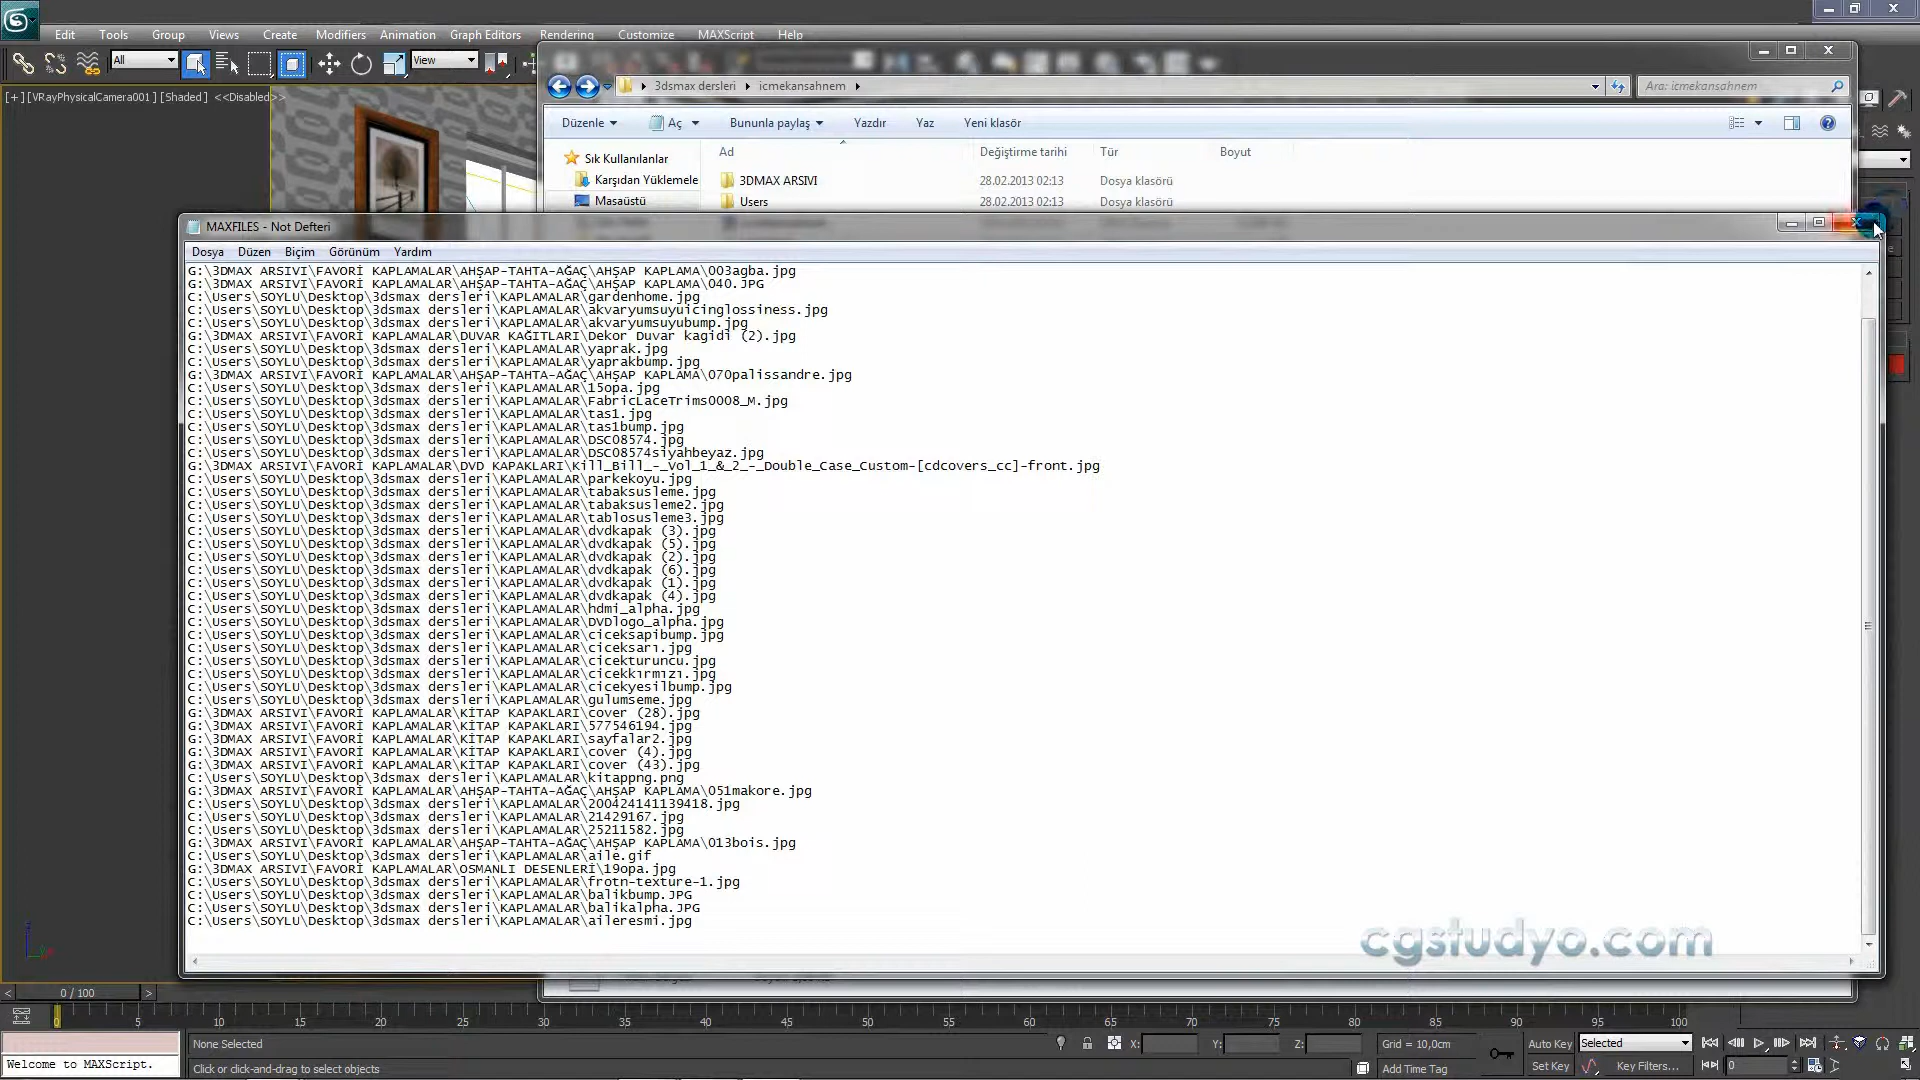 Edit Tools Group Views Create Modifiers Animation Graph Editors Rendering Customize MAXScript Help
All View
[+] [VRayPhysicalCamera001] [Shaded] <<Disabled>>
3dsmax dersleri icmekansahnem
Ara: icmekansahnem
Düzenle Aç Bununla paylaş Yazdır Yaz Yeni klasör
Sık Kullanılanlar
Karşıdan Yüklemele
Masaüstü
Ad Değiştirme tarihi Tür Boyut
3DMAX ARSIVI 28.02.2013 02:13 Dosya klasörü
Users 28.02.2013 02:13 Dosya klasörü
MAXFILES - Not Defteri
Dosya Düzen Biçim Görünüm Yardım
G:\3DMAX ARSIVI\FAVORİ KAPLAMALAR\AHŞAP-TAHTA-AĞAÇ\AHŞAP KAPLAMA\003agba.jpg
G:\3DMAX ARSIVI\FAVORİ KAPLAMALAR\AHŞAP-TAHTA-AĞAÇ\AHŞAP KAPLAMA\040.JPG
C:\Users\SOYLU\Desktop\3dsmax dersleri\KAPLAMALAR\gardenhome.jpg
C:\Users\SOYLU\Desktop\3dsmax dersleri\KAPLAMALAR\akvaryumsuyuicinglossiness.jpg
C:\Users\SOYLU\Desktop\3dsmax dersleri\KAPLAMALAR\akvaryumsuyubump.jpg
G:\3DMAX ARSIVI\FAVORİ KAPLAMALAR\DUVAR KAĞITLARI\Dekor Duvar kagidi (2).jpg
C:\Users\SOYLU\Desktop\3dsmax dersleri\KAPLAMALAR\yaprak.jpg
C:\Users\SOYLU\Desktop\3dsmax dersleri\KAPLAMALAR\yaprakbump.jpg
G:\3DMAX ARSIVI\FAVORİ KAPLAMALAR\AHŞAP-TAHTA-AĞAÇ\AHŞAP KAPLAMA\070palissandre.jpg
C:\Users\SOYLU\Desktop\3dsmax dersleri\KAPLAMALAR\15opa.jpg
C:\Users\SOYLU\Desktop\3dsmax dersleri\KAPLAMALAR\FabricLaceTrims0008_M.jpg
C:\Users\SOYLU\Desktop\3dsmax dersleri\KAPLAMALAR\tas1.jpg
C:\Users\SOYLU\Desktop\3dsmax dersleri\KAPLAMALAR\tas1bump.jpg
C:\Users\SOYLU\Desktop\3dsmax dersleri\KAPLAMALAR\DSC08574.jpg
C:\Users\SOYLU\Desktop\3dsmax dersleri\KAPLAMALAR\DSC08574siyahbeyaz.jpg
G:\3DMAX ARSIVI\FAVORİ KAPLAMALAR\DVD KAPAKLARI\Kill_Bill_-_Vol_1_&_2_-_Double_Case_Custom-[cdcovers_cc]-front.jpg
C:\Users\SOYLU\Desktop\3dsmax dersleri\KAPLAMALAR\parkekoyu.jpg
C:\Users\SOYLU\Desktop\3dsmax dersleri\KAPLAMALAR\tabaksusleme.jpg
C:\Users\SOYLU\Desktop\3dsmax dersleri\KAPLAMALAR\tabaksusleme2.jpg
C:\Users\SOYLU\Desktop\3dsmax dersleri\KAPLAMALAR\tablosusleme3.jpg
C:\Users\SOYLU\Desktop\3dsmax dersleri\KAPLAMALAR\dvdkapak (3).jpg
C:\Users\SOYLU\Desktop\3dsmax dersleri\KAPLAMALAR\dvdkapak (5).jpg
C:\Users\SOYLU\Desktop\3dsmax dersleri\KAPLAMALAR\dvdkapak (2).jpg
C:\Users\SOYLU\Desktop\3dsmax dersleri\KAPLAMALAR\dvdkapak (6).jpg
C:\Users\SOYLU\Desktop\3dsmax dersleri\KAPLAMALAR\dvdkapak (1).jpg
C:\Users\SOYLU\Desktop\3dsmax dersleri\KAPLAMALAR\dvdkapak (4).jpg
C:\Users\SOYLU\Desktop\3dsmax dersleri\KAPLAMALAR\hdmi_alpha.jpg
C:\Users\SOYLU\Desktop\3dsmax dersleri\KAPLAMALAR\DVDlogo_alpha.jpg
C:\Users\SOYLU\Desktop\3dsmax dersleri\KAPLAMALAR\ciceksapibump.jpg
C:\Users\SOYLU\Desktop\3dsmax dersleri\KAPLAMALAR\ciceksarı.jpg
C:\Users\SOYLU\Desktop\3dsmax dersleri\KAPLAMALAR\cicekturuncu.jpg
C:\Users\SOYLU\Desktop\3dsmax dersleri\KAPLAMALAR\cicekkırmızı.jpg
C:\Users\SOYLU\Desktop\3dsmax dersleri\KAPLAMALAR\cicekyesilbump.jpg
C:\Users\SOYLU\Desktop\3dsmax dersleri\KAPLAMALAR\gulumseme.jpg
G:\3DMAX ARSIVI\FAVORİ KAPLAMALAR\KİTAP KAPAKLARI\cover (28).jpg
G:\3DMAX ARSIVI\FAVORİ KAPLAMALAR\KİTAP KAPAKLARI\577546194.jpg
G:\3DMAX ARSIVI\FAVORİ KAPLAMALAR\KİTAP KAPAKLARI\sayfalar2.jpg
G:\3DMAX ARSIVI\FAVORİ KAPLAMALAR\KİTAP KAPAKLARI\cover (4).jpg
G:\3DMAX ARSIVI\FAVORİ KAPLAMALAR\KİTAP KAPAKLARI\cover (43).jpg
C:\Users\SOYLU\Desktop\3dsmax dersleri\KAPLAMALAR\kitappng.png
G:\3DMAX ARSIVI\FAVORİ KAPLAMALAR\AHŞAP-TAHTA-AĞAÇ\AHŞAP KAPLAMA\051makore.jpg
C:\Users\SOYLU\Desktop\3dsmax dersleri\KAPLAMALAR\200424141139418.jpg
C:\Users\SOYLU\Desktop\3dsmax dersleri\KAPLAMALAR\21429167.jpg
C:\Users\SOYLU\Desktop\3dsmax dersleri\KAPLAMALAR\25211582.jpg
G:\3DMAX ARSIVI\FAVORİ KAPLAMALAR\AHŞAP-TAHTA-AĞAÇ\AHŞAP KAPLAMA\013bois.jpg
C:\Users\SOYLU\Desktop\3dsmax dersleri\KAPLAMALAR\aile.gif
G:\3DMAX ARSIVI\FAVORİ KAPLAMALAR\OSMANLI DESENLERİ\19opa.jpg
C:\Users\SOYLU\Desktop\3dsmax dersleri\KAPLAMALAR\frotn-texture-1.jpg
C:\Users\SOYLU\Desktop\3dsmax dersleri\KAPLAMALAR\balikbump.JPG
C:\Users\SOYLU\Desktop\3dsmax dersleri\KAPLAMALAR\balikalpha.JPG
C:\Users\SOYLU\Desktop\3dsmax dersleri\KAPLAMALAR\aileresmi.jpg
cgstudyo.com
0 / 100
0 5 10 15 20 25 30 35 40 45 50 55 60 65 70 75 80 85 90 95 100
None Selected X: Y: Z: Grid = 10,0cm Auto Key Selected
Welcome to MAXScript. Click or click-and-drag to select objects Add Time Tag Set Key Key Filters... 0